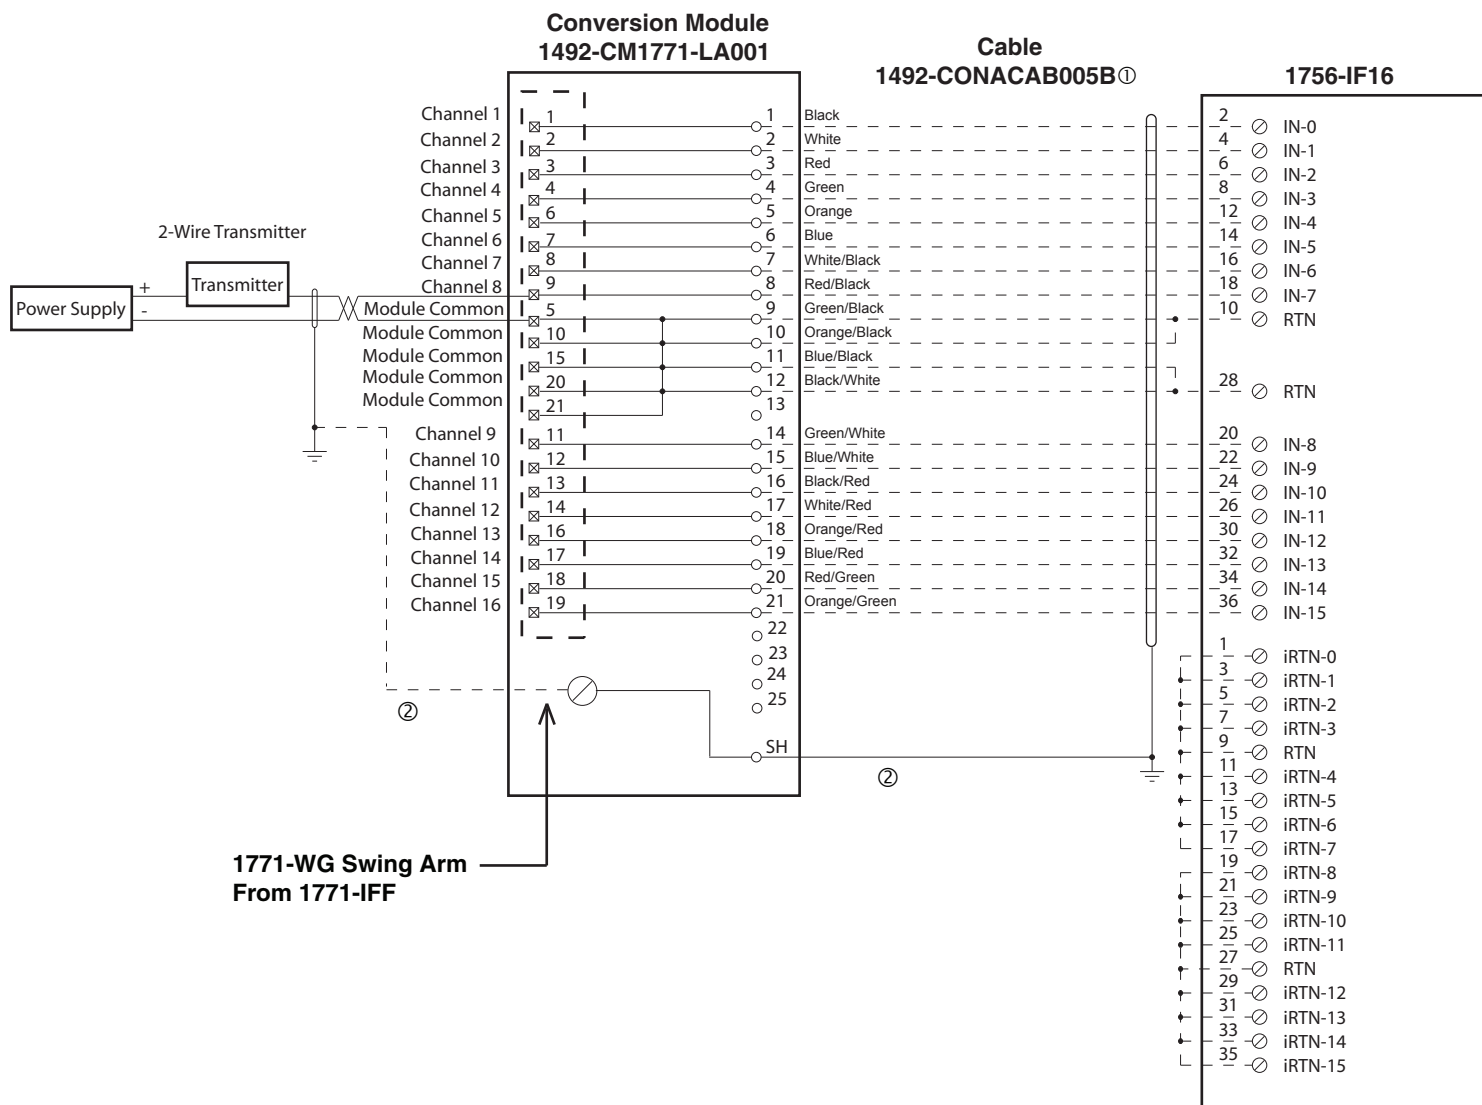 Conversion Module
1492-CM1771-LA001
Cable
1492-CONACAB005B①
1756-IF16
Channel 1 1 1 Black 2 IN-0
Channel 2 2 2 White 4 IN-1
Channel 3 3 3 Red 6 IN-2
Channel 4 4 4 Green 8 IN-3
Channel 5 6 5 Orange 12 IN-4
2-Wire Transmitter
Channel 6 7 6 Blue 14 IN-5
Channel 7 8 7 White/Black 16 IN-6
Channel 8 9 8 Red/Black 18 IN-7
Transmitter
Power Supply + -
Module Common 5 9 Green/Black 10 RTN
Module Common 10 10 Orange/Black
Module Common 15 11 Blue/Black
Module Common 20 12 Black/White 28 RTN
Module Common 21 13
Channel 9 11 14 Green/White 20 IN-8
Channel 10 12 15 Blue/White 22 IN-9
Channel 11 13 16 Black/Red 24 IN-10
Channel 12 14 17 White/Red 26 IN-11
Channel 13 16 18 Orange/Red 30 IN-12
Channel 14 17 19 Blue/Red 32 IN-13
Channel 15 18 20 Red/Green 34 IN-14
Channel 16 19 21 Orange/Green 36 IN-15
22
23
24
25
SH
②
②
1 iRTN-0
3 iRTN-1
5 iRTN-2
7 iRTN-3
9 RTN
11 iRTN-4
13 iRTN-5
15 iRTN-6
17 iRTN-7
19 iRTN-8
21 iRTN-9
23 iRTN-10
25 iRTN-11
27 RTN
29 iRTN-12
31 iRTN-13
33 iRTN-14
35 iRTN-15
1771-WG Swing Arm
From 1771-IFF